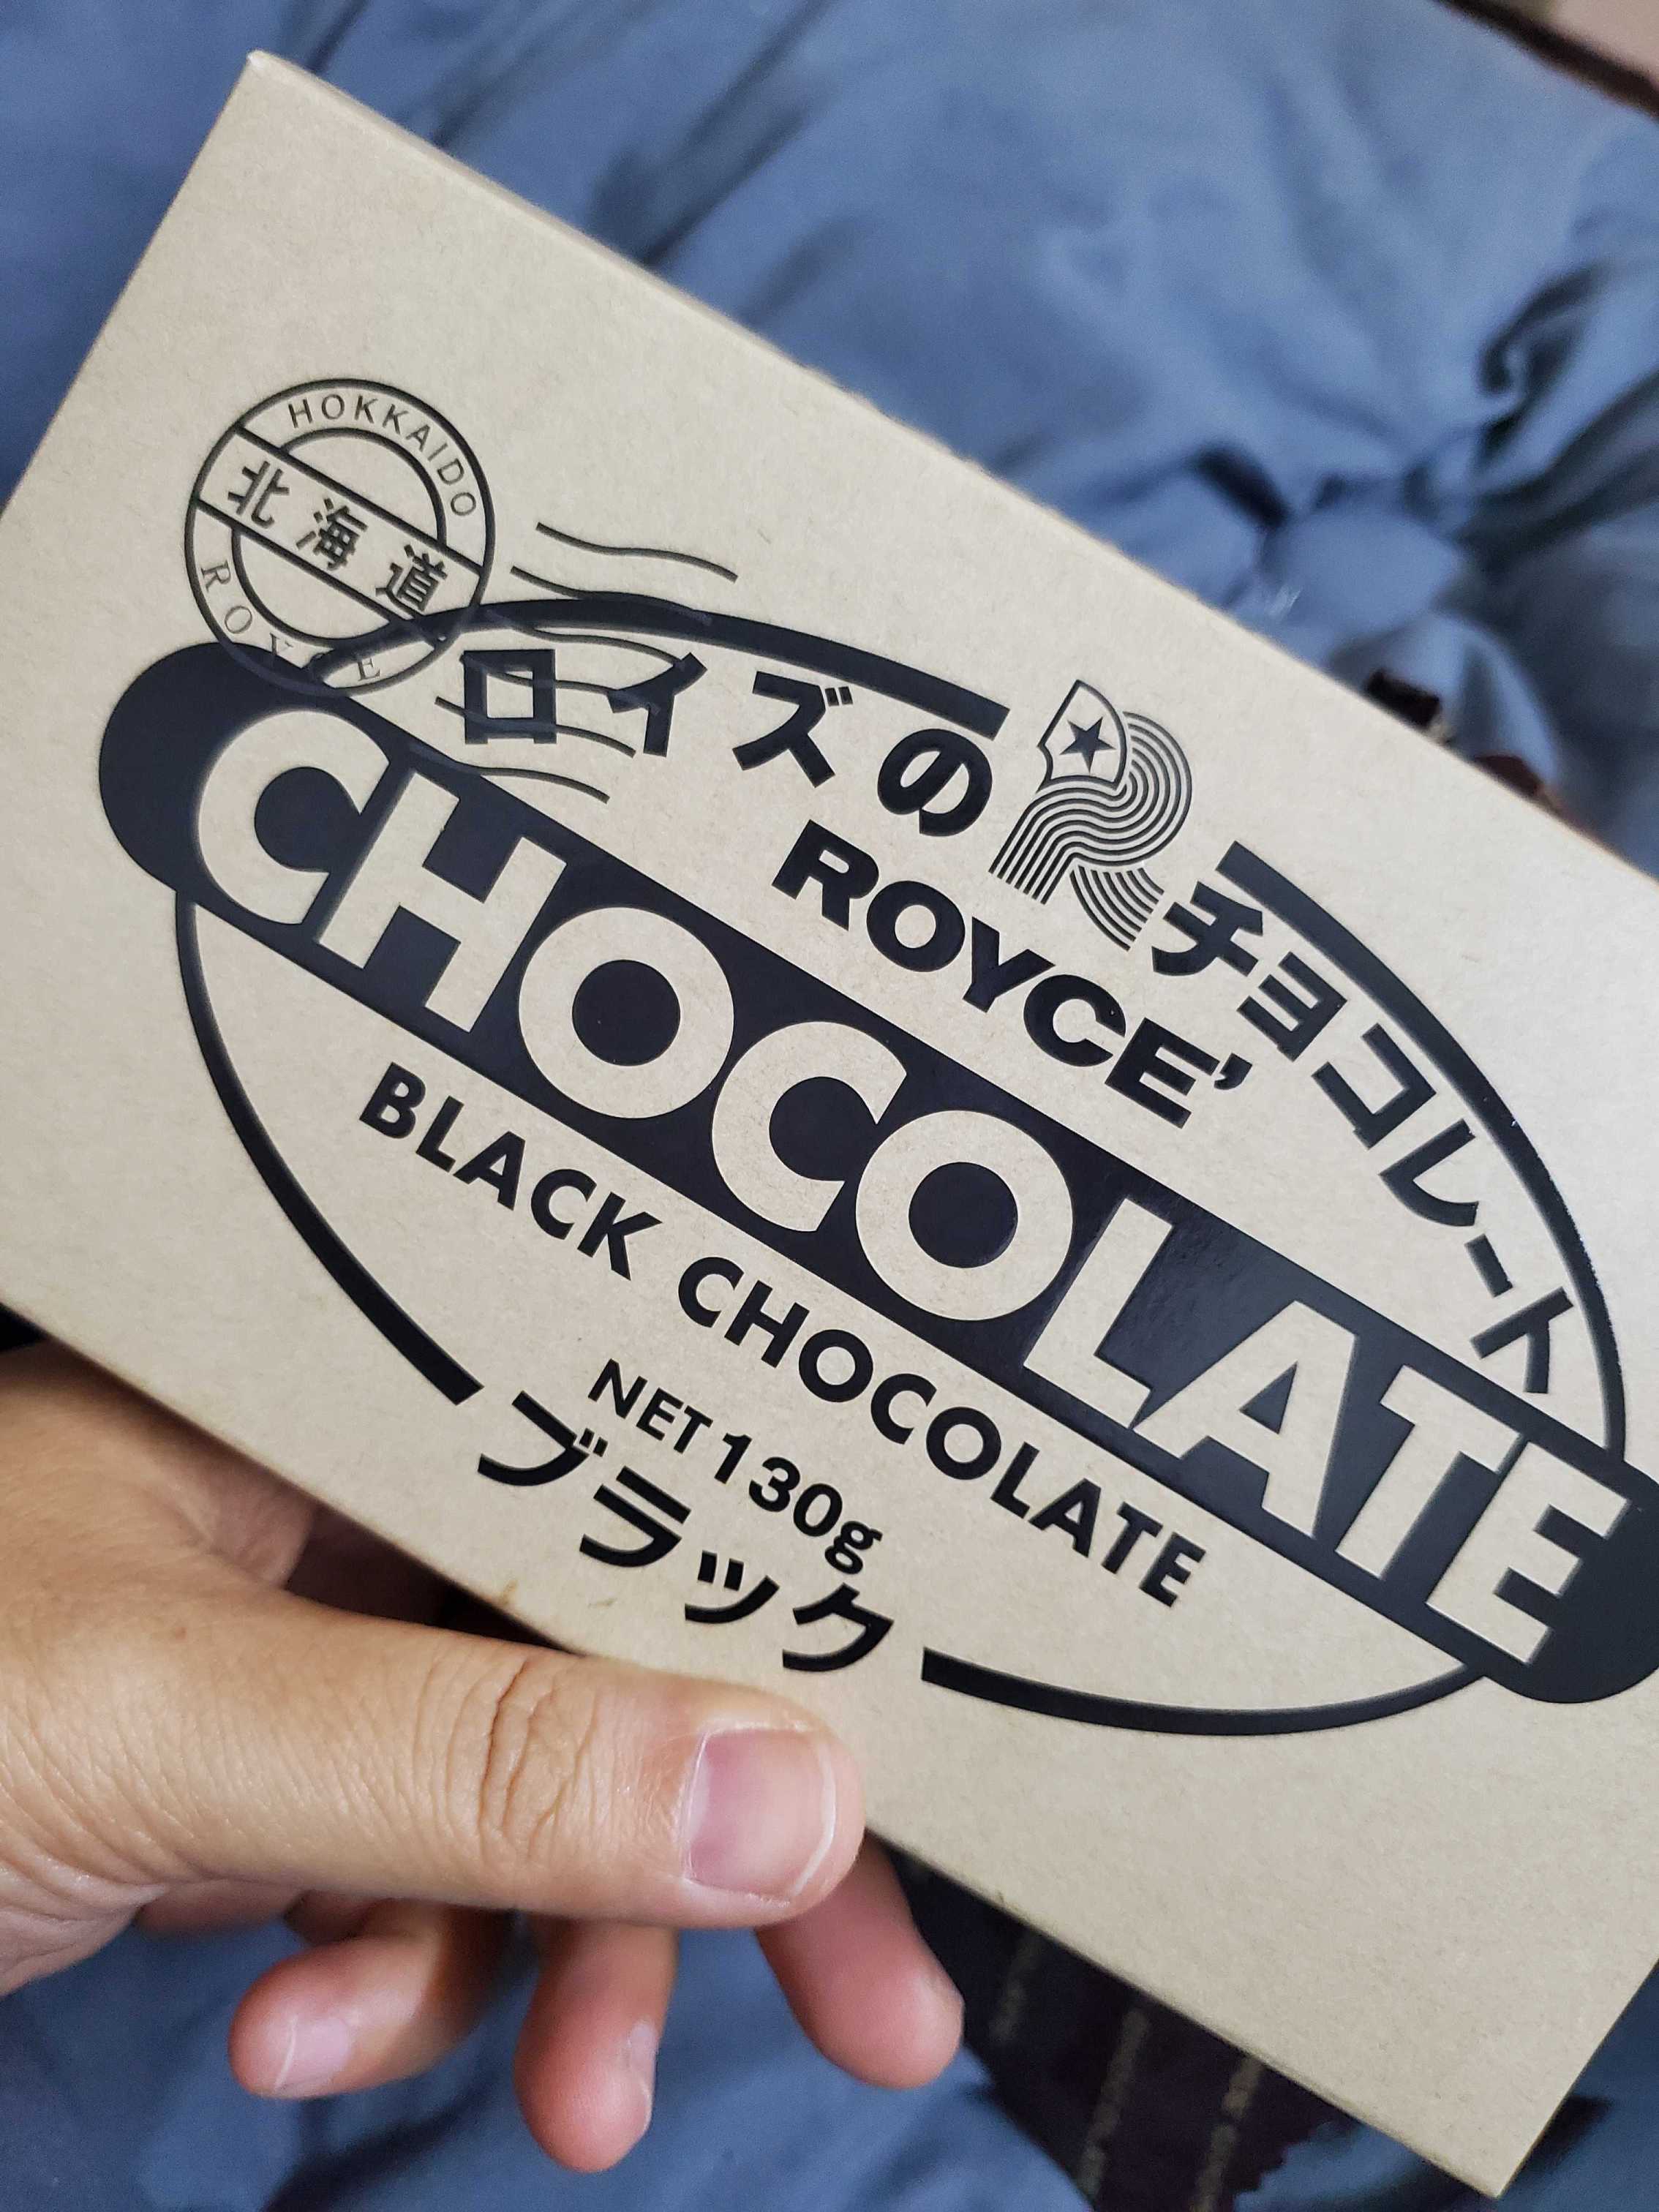 HOKKAIDO
北海道
ROYCE
ロイズの
チョコレート
R
ROYCE'
CHOCOLATE
BLACK CHOCOLATE
NET 130g
ブラック